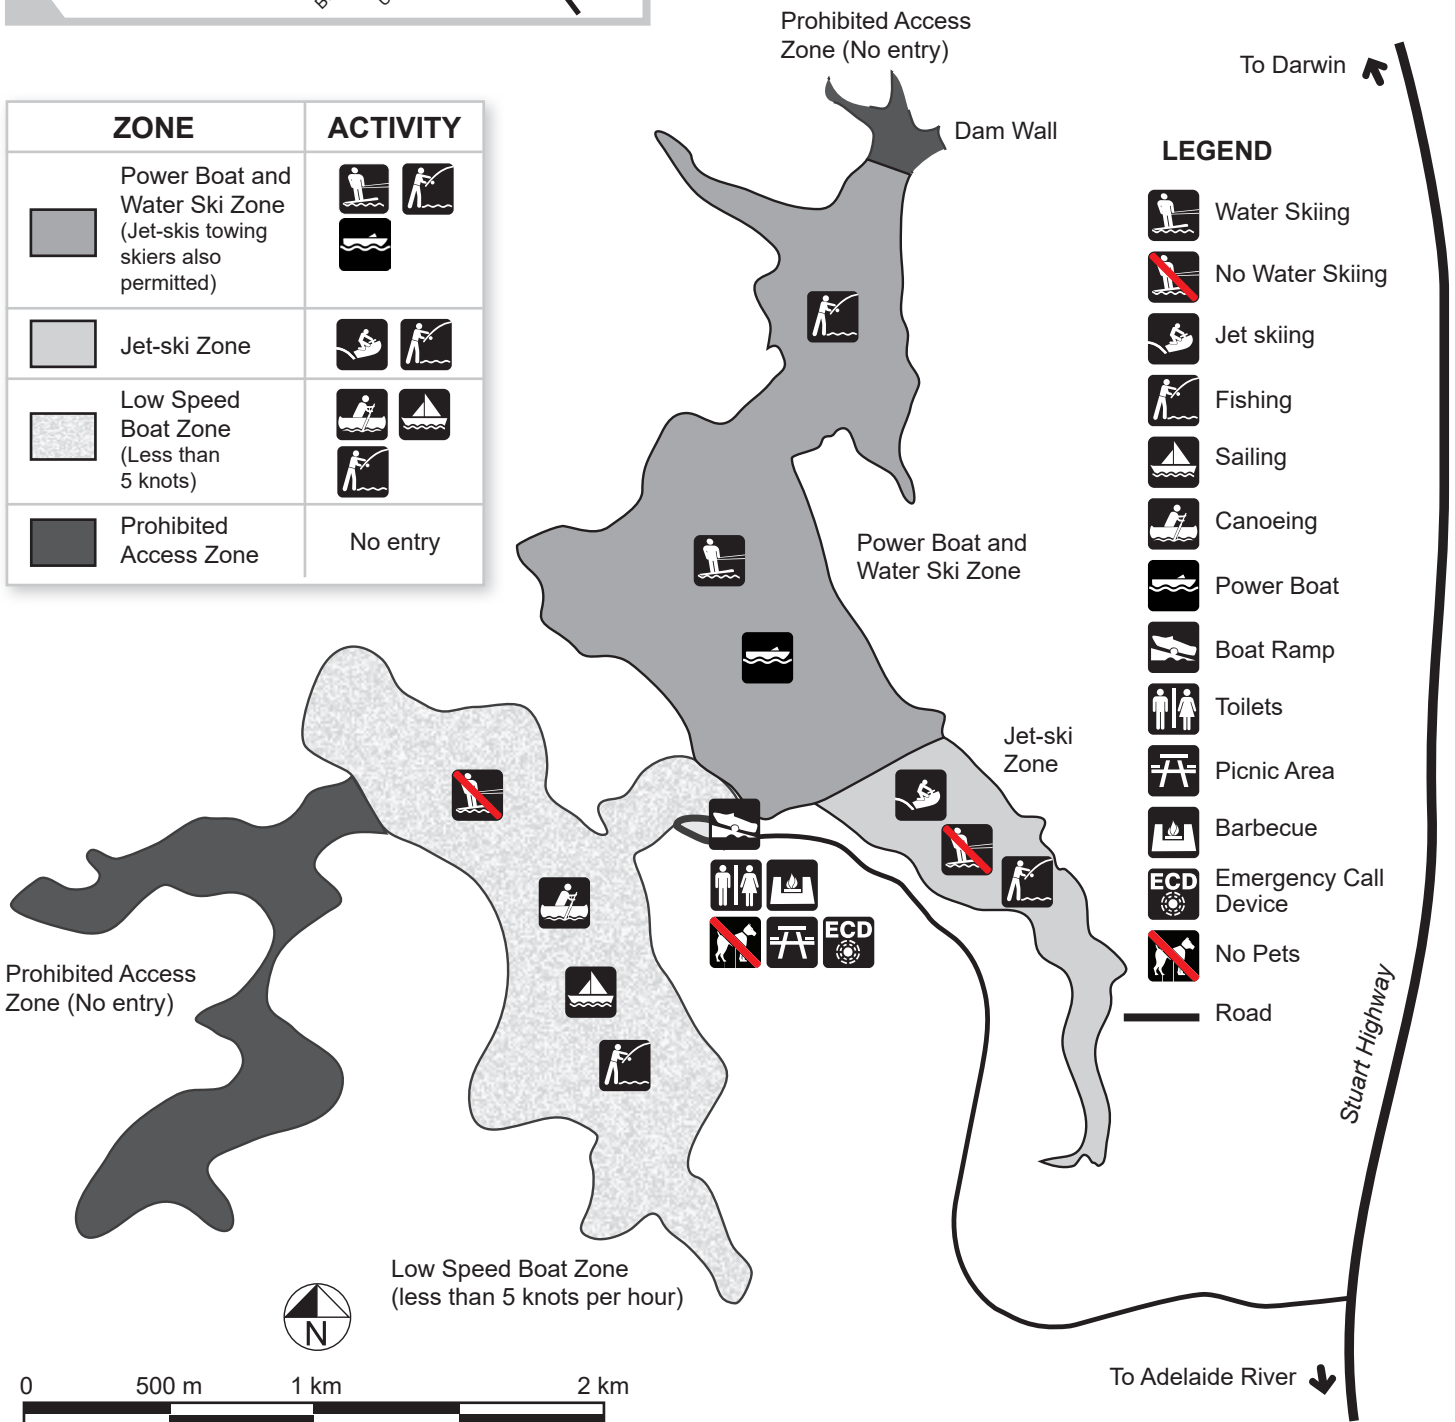 Prohibited Access
Zone (No entry)
To Darwin
Dam Wall
ZONE
ACTIVITY
Power Boat and
Water Ski Zone
(Jet-skis towing
skiers also
permitted)
Jet-ski Zone
Low Speed
Boat Zone
(Less than
5 knots)
Prohibited
Access Zone
No entry
LEGEND
Water Skiing
No Water Skiing
Jet skiing
Fishing
Sailing
Canoeing
Power Boat
Boat Ramp
Toilets
Picnic Area
Barbecue
ECD
Emergency Call
Device
No Pets
Road
Power Boat and
Water Ski Zone
Jet-ski
Zone
ECD
Prohibited Access
Zone (No entry)
Stuart Highway
Low Speed Boat Zone
(less than 5 knots per hour)
N
To Adelaide River
0 500 m 1 km 2 km